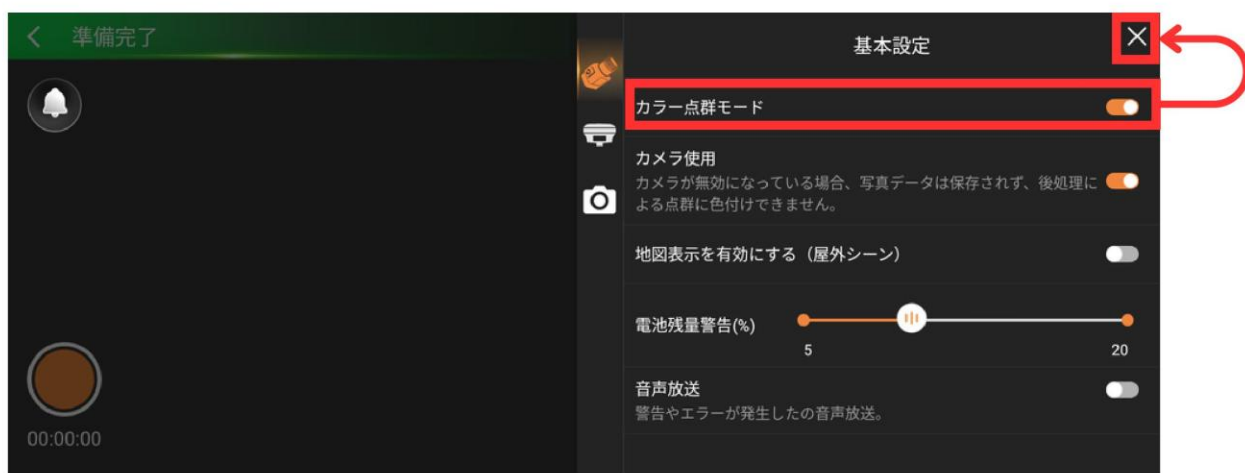 準備完了
00:00:00
基本設定
カラー点群モード
カメラ使用
カメラが無効になっている場合、写真データは保存されず、後処理に
よる点群に色付けできません。
地図表示を有効にする（屋外シーン）
電池残量警告(%)
5 20
音声放送
警告やエラーが発生したの音声放送。